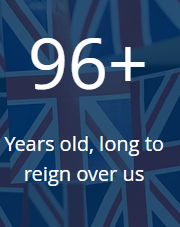 96+
Years old, long to
reign over us